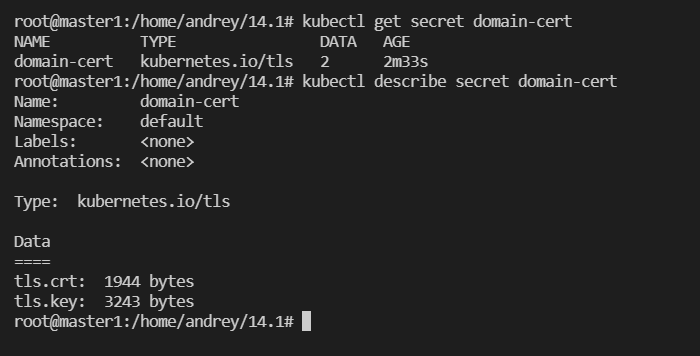 root@master1:/home/andrey/14.1# kubectl get secret domain-cert
NAME          TYPE                DATA   AGE
domain-cert   kubernetes.io/tls   2      2m33s
root@master1:/home/andrey/14.1# kubectl describe secret domain-cert
Name:         domain-cert
Namespace:    default
Labels:       <none>
Annotations:  <none>

Type:  kubernetes.io/tls

Data
====
tls.crt:  1944 bytes
tls.key:  3243 bytes
root@master1:/home/andrey/14.1#